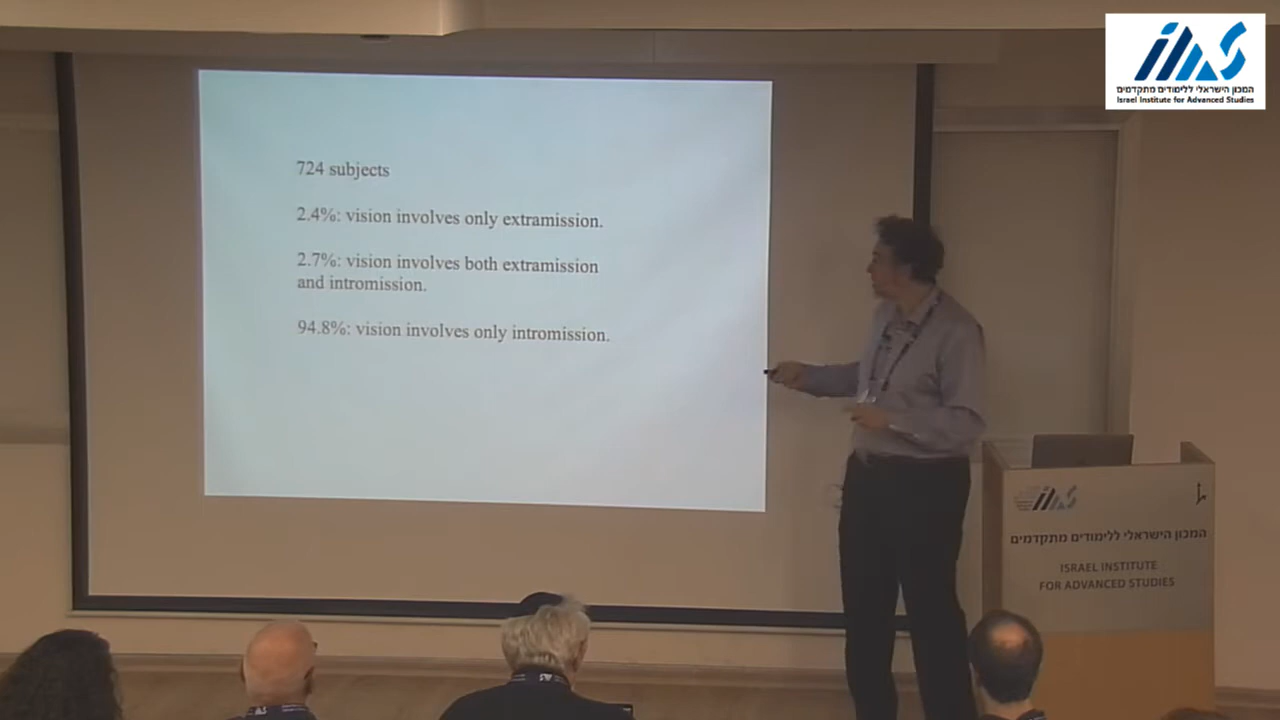 724 subjects
2.4%: vision involves only extramission.
2.7%: vision involves both extramission
and intromission.
94.8%: vision involves only intromission.
ias
המכון הישראלי ללימודים מתקדמים
Israel Institute for Advanced Studies
ias
המכון הישראלי ללימודים מתקדמים
ISRAEL INSTITUTE
FOR ADVANCED STUDIES